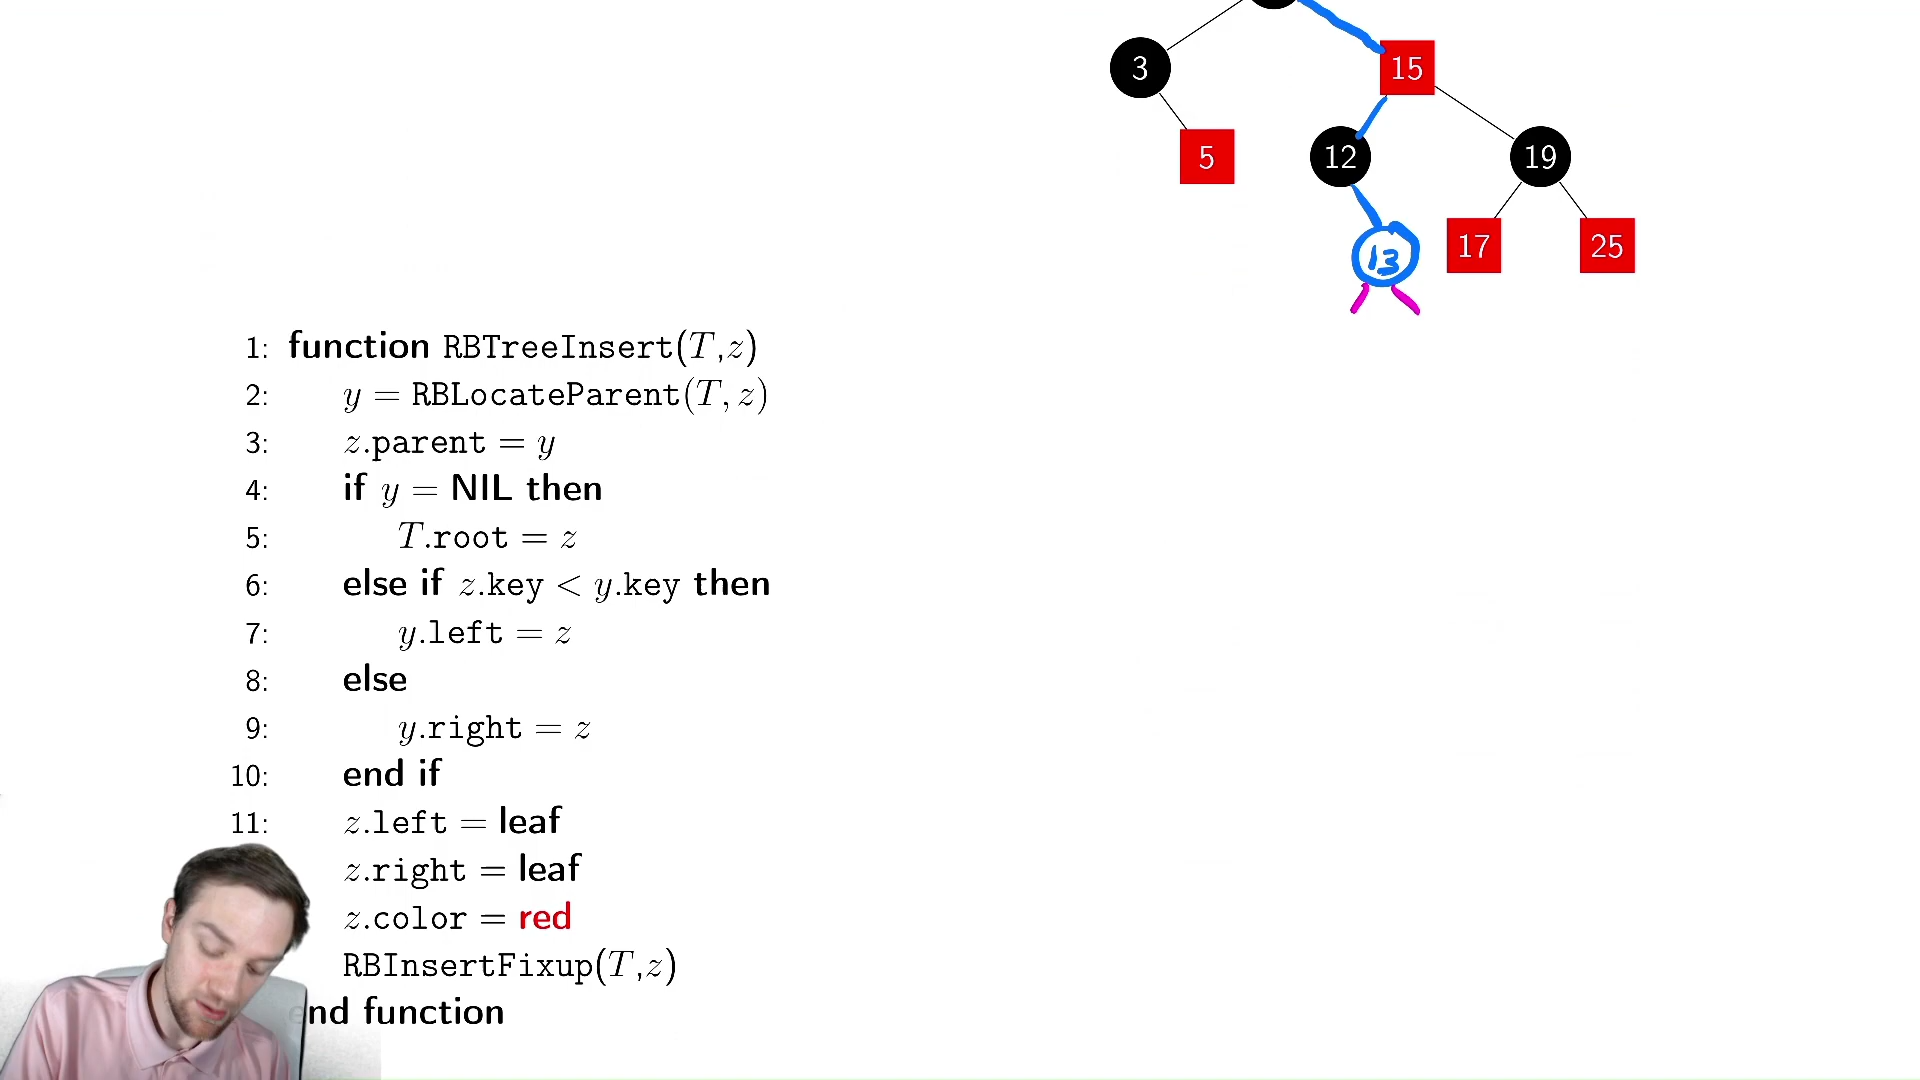 3
15
5
12
19
13
17
25
1: function RBTreeInsert(T,z)
2: y = RBLocateParent(T, z)
3: z.parent = y
4: if y = NIL then
5: T.root = z
6: else if z.key < y.key then
7: y.left = z
8: else
9: y.right = z
10: end if
11: z.left = leaf
z.right = leaf
z.color = red
RBInsertFixup(T,z)
end function